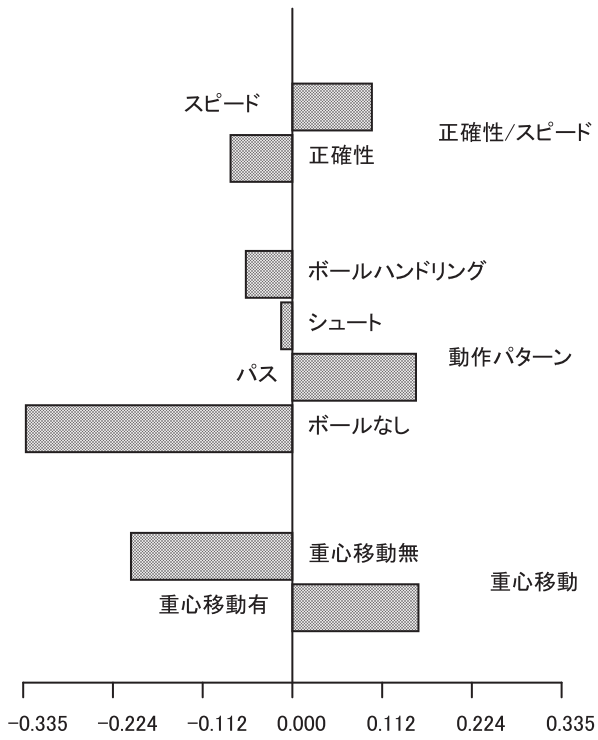 スピード
正確性/スピード
正確性
ボールハンドリング
シュート
動作パターン
パス
ボールなし
重心移動無
重心移動
重心移動有
-0.335 -0.224 -0.112 0.000 0.112 0.224 0.335